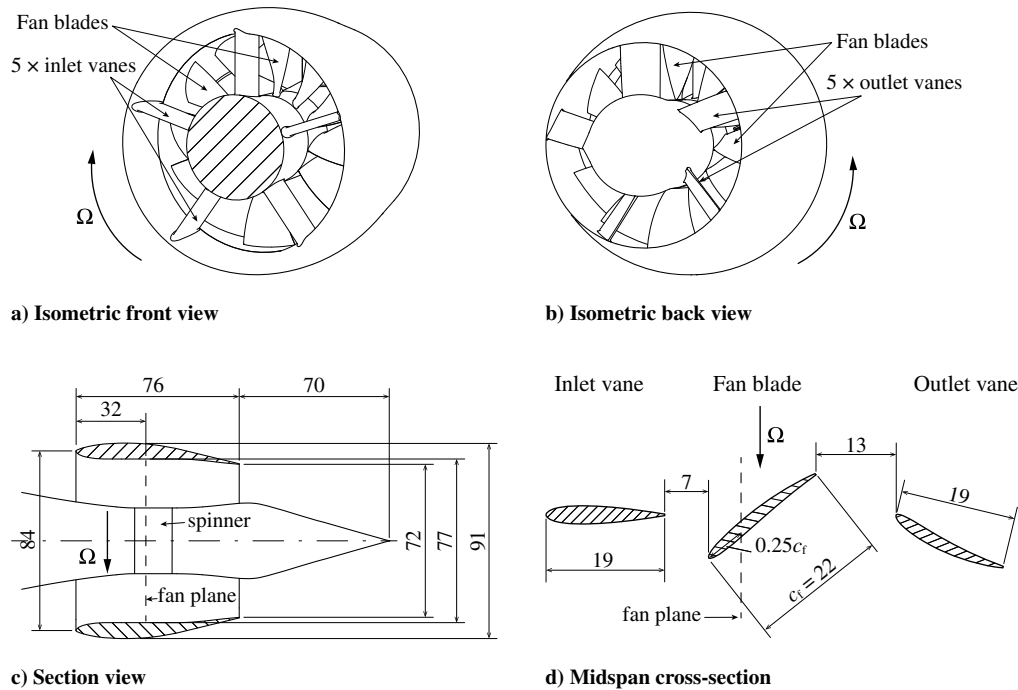 Fan blades
5 × inlet vanes
Ω
a) Isometric front view
Fan blades
5 × outlet vanes
Ω
b) Isometric back view
76
70
32
spinner
84
Ω
72
77
91
fan plane
c) Section view
Inlet vane
Fan blade
Outlet vane
Ω
13
7
19
19
0.25cf
cf = 22
fan plane
d) Midspan cross-section